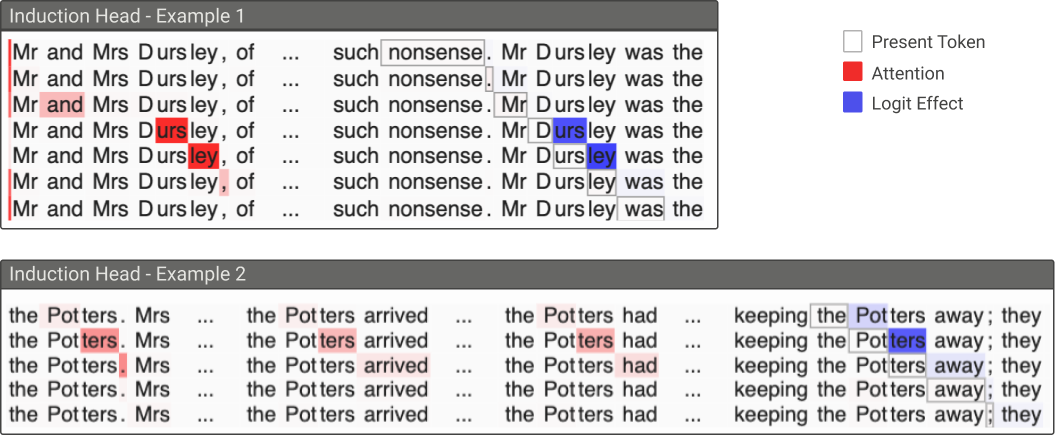 Induction Head - Example 1
Mr and Mrs Dursley, of ... such nonsense. Mr Dursley was the
Mr and Mrs Dursley, of ... such nonsense. Mr Dursley was the
Mr and Mrs Dursley, of ... such nonsense. Mr Dursley was the
Mr and Mrs Dursley, of ... such nonsense. Mr Dursley was the
Mr and Mrs Dursley, of ... such nonsense. Mr Dursley was the
Mr and Mrs Dursley, of ... such nonsense. Mr Dursley was the
Mr and Mrs Dursley, of ... such nonsense. Mr Dursley was the
Present Token
Attention
Logit Effect
Induction Head - Example 2
the Potters. Mrs ... the Potters arrived ... the Potters had ... keeping the Potters away; they
the Potters. Mrs ... the Potters arrived ... the Potters had ... keeping the Potters away; they
the Potters. Mrs ... the Potters arrived ... the Potters had ... keeping the Potters away; they
the Potters. Mrs ... the Potters arrived ... the Potters had ... keeping the Potters away; they
the Potters. Mrs ... the Potters arrived ... the Potters had ... keeping the Potters away; they